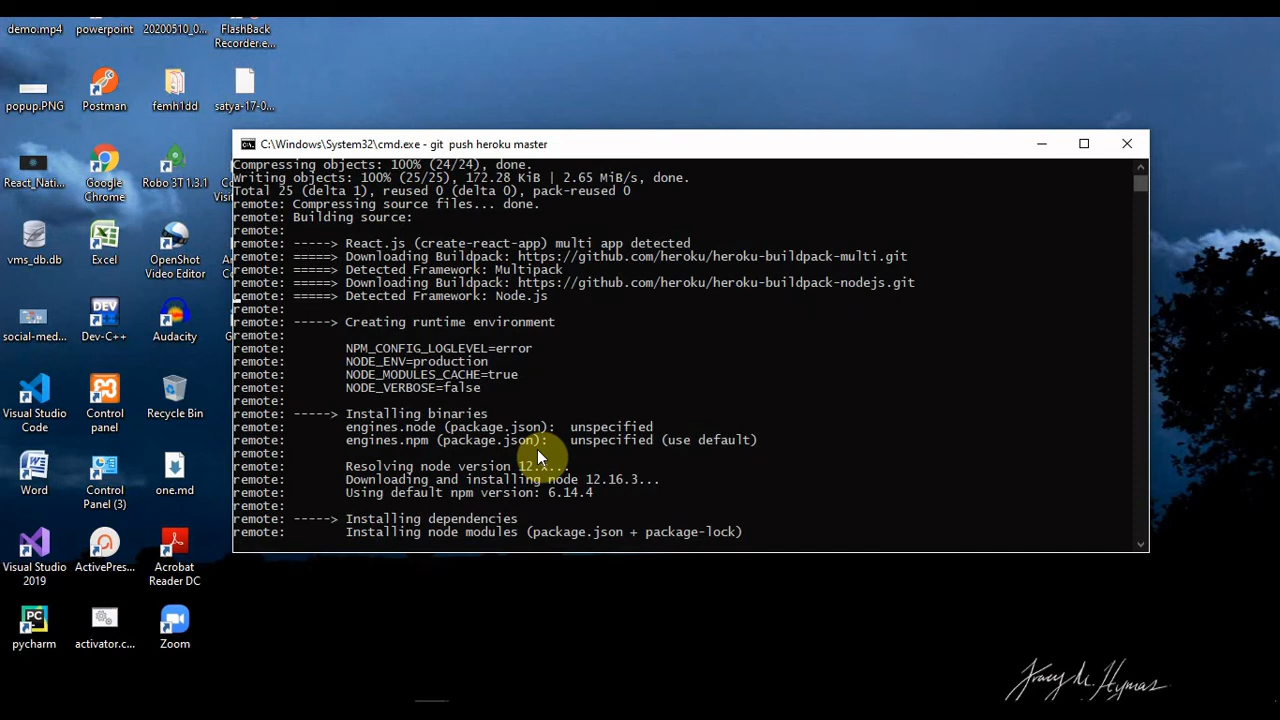 demo.mp4
powerpoint
20200510_0...
FlashBack
Recorder.e...
popup.PNG
Postman
femh1dd
satya-17-0...
React_Nati...
Google
Chrome
Robo 3T 1.3.1
vms_db.db
Excel
OpenShot
Video Editor
social-med...
Dev-C++
Audacity
Visual Studio
Code
Control
panel
Recycle Bin
Word
Control
Panel (3)
one.md
Visual Studio
2019
ActivePres...
Acrobat
Reader DC
pycharm
activator.c...
Zoom
C:\Windows\System32\cmd.exe - git  push heroku master
Compressing objects: 100% (24/24), done.
Writing objects: 100% (25/25), 172.28 KiB | 2.65 MiB/s, done.
Total 25 (delta 1), reused 0 (delta 0), pack-reused 0
remote: Compressing source files... done.
remote: Building source:
remote:
remote: -----> React.js (create-react-app) multi app detected
remote: =====> Downloading Buildpack: https://github.com/heroku/heroku-buildpack-multi.git
remote: =====> Detected Framework: Multipack
remote: =====> Downloading Buildpack: https://github.com/heroku/heroku-buildpack-nodejs.git
remote: =====> Detected Framework: Node.js
remote:
remote: -----> Creating runtime environment
remote:
remote:        NPM_CONFIG_LOGLEVEL=error
remote:        NODE_ENV=production
remote:        NODE_MODULES_CACHE=true
remote:        NODE_VERBOSE=false
remote:
remote: -----> Installing binaries
remote:        engines.node (package.json):  unspecified
remote:        engines.npm (package.json):   unspecified (use default)
remote:
remote:        Resolving node version 12.x...
remote:        Downloading and installing node 12.16.3...
remote:        Using default npm version: 6.14.4
remote:
remote: -----> Installing dependencies
remote:        Installing node modules (package.json + package-lock)
Tracy M. Hymas